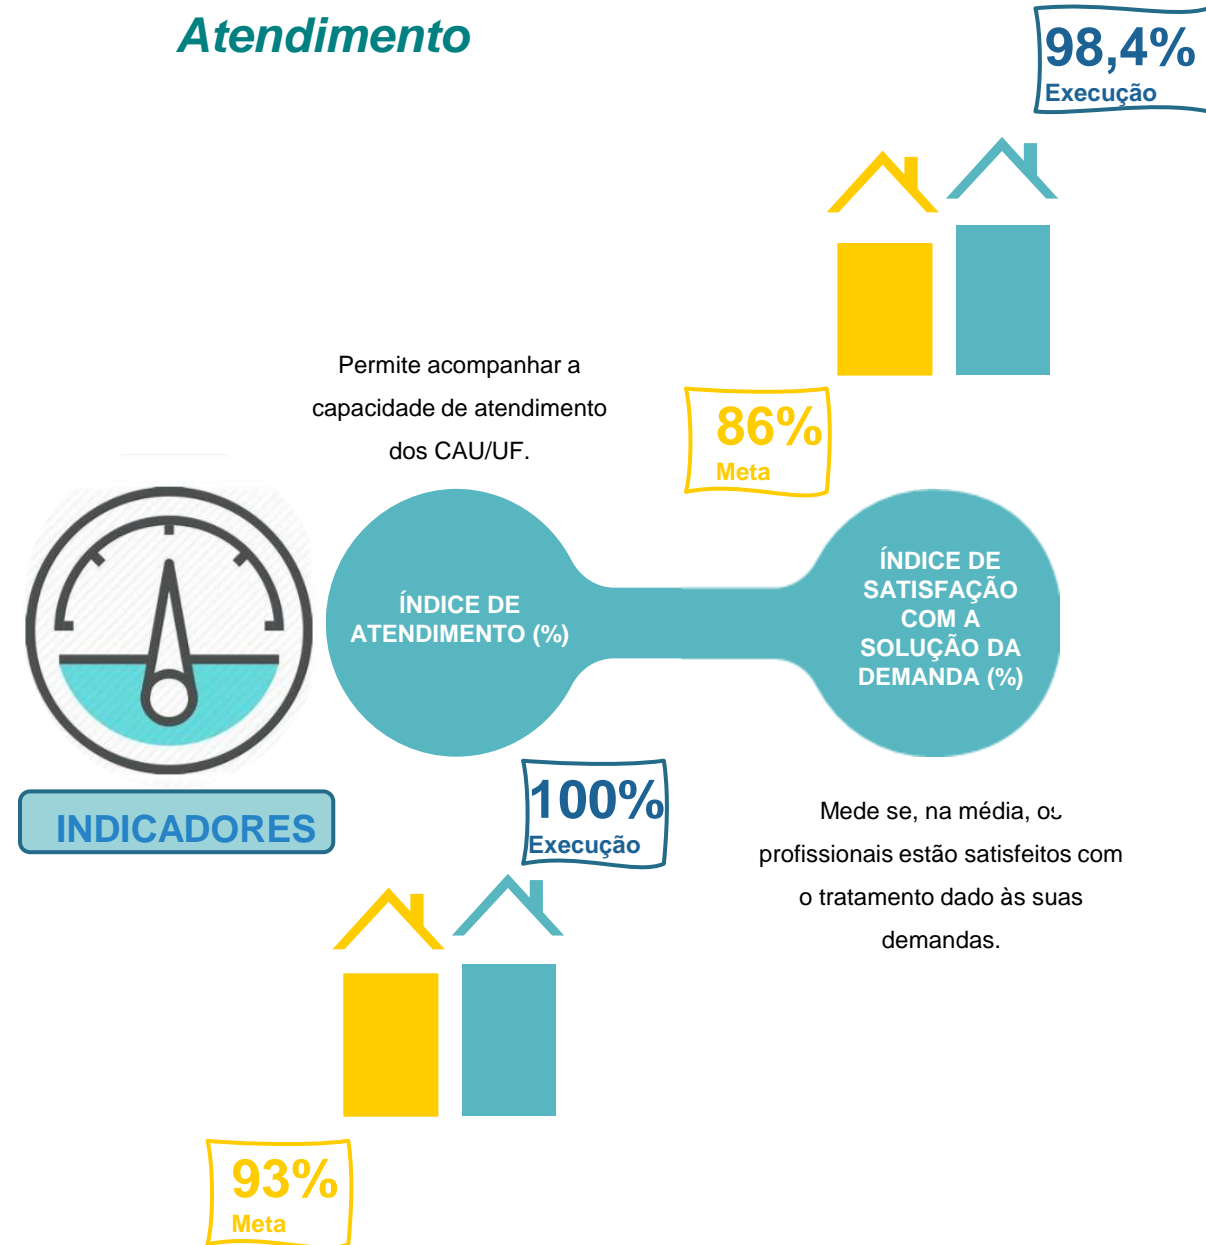 Atendimento
98,4%
Execução
Permite acompanhar a
capacidade de atendimento
dos CAU/UF.
86%
Meta
ÍNDICE DE
ATENDIMENTO (%)
ÍNDICE DE
SATISFAÇÃO
COM A
SOLUÇÃO DA
DEMANDA (%)
INDICADORES
100%
Execução
Mede se, na média, os
profissionais estão satisfeitos com
o tratamento dado às suas
demandas.
93%
Meta